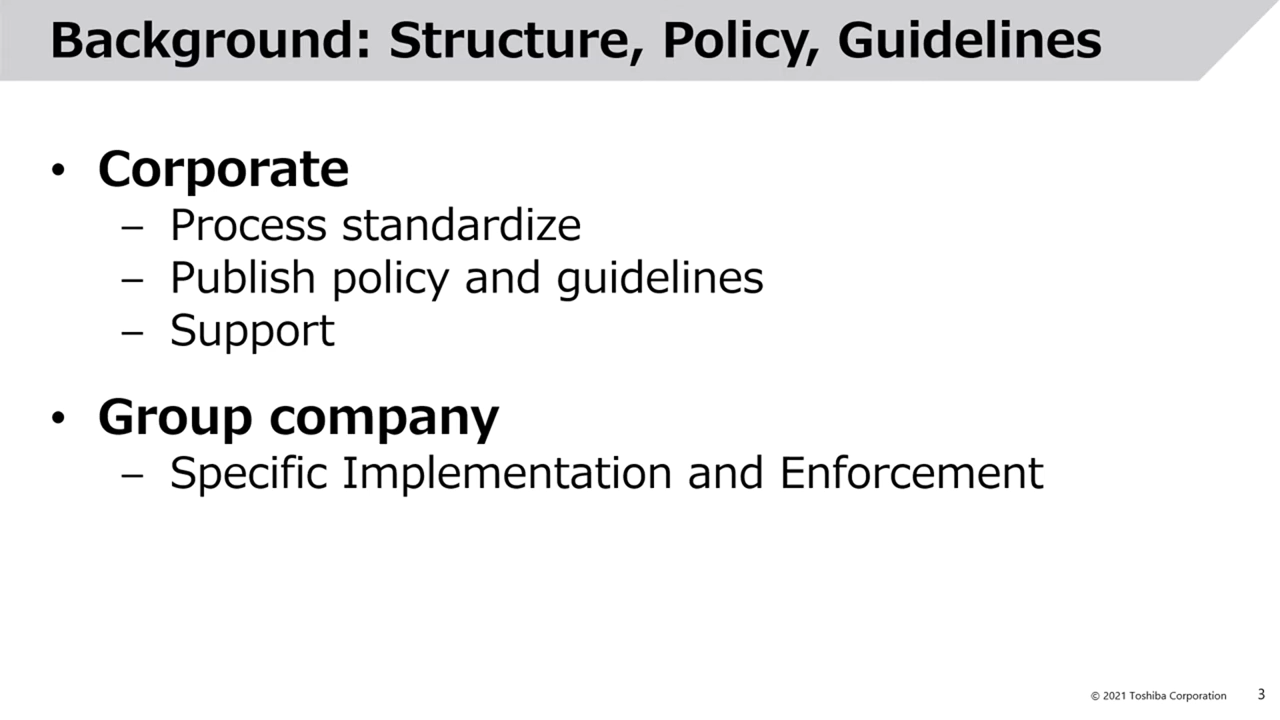 Background: Structure, Policy, Guidelines
• Corporate
– Process standardize
– Publish policy and guidelines
– Support
• Group company
– Specific Implementation and Enforcement
© 2021 Toshiba Corporation 3